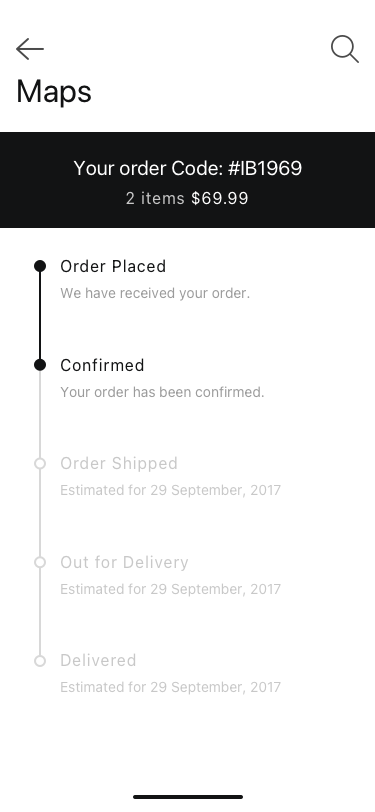 Maps
Your order Code: #IB1969
2 items $69.99
Order Placed
We have received your order.
Confirmed
Your order has been confirmed.
Order Shipped
Estimated for 29 September, 2017
Out for Delivery
Estimated for 29 September, 2017
Delivered
Estimated for 29 September, 2017